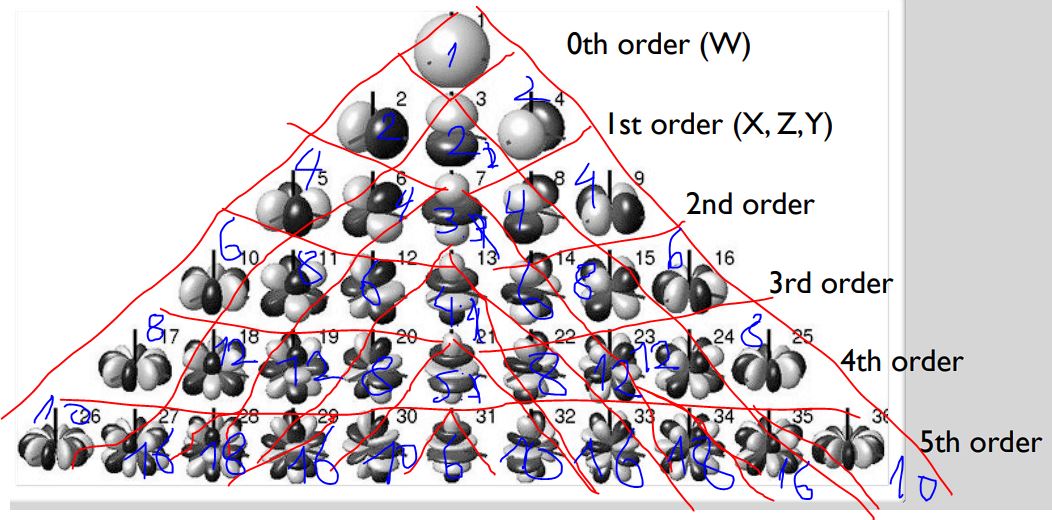 1
1 0th order (W)
2 3 4
2 2 2 1st order (X, Z,Y)
5 6 7 8 9
4 4 3 4 4 2nd order
10 11 12 13 14 15 16
6 8 6 4 6 8 6 3rd order
17 18 19 20 21 22 23 24 25
8 12 12 8 5 8 12 12 8 4th order
26 27 28 29 30 31 32 33 34 35 36
10 16 18 16 10 6 10 16 18 16 10 5th order